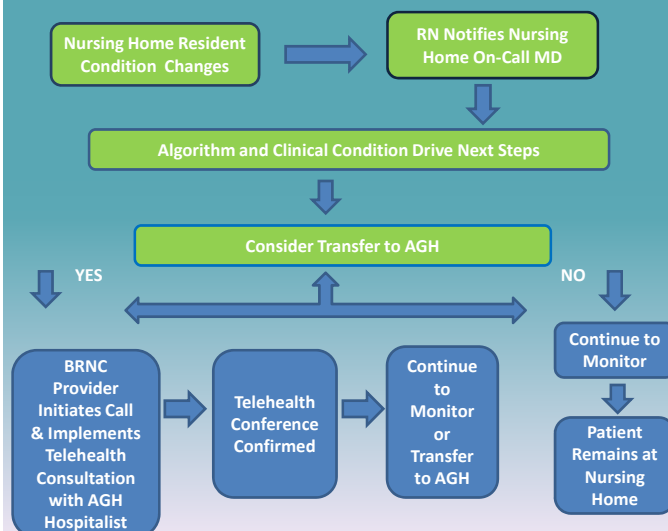 Nursing Home Resident
Condition Changes
RN Notifies Nursing
Home On-Call MD
Algorithm and Clinical Condition Drive Next Steps
Consider Transfer to AGH
YES
NO
BRNC
Provider
Initiates Call
& Implements
Telehealth
Consultation
with AGH
Hospitalist
Telehealth
Conference
Confirmed
Continue
to
Monitor
or
Transfer
to AGH
Continue to
Monitor
Patient
Remains at
Nursing
Home